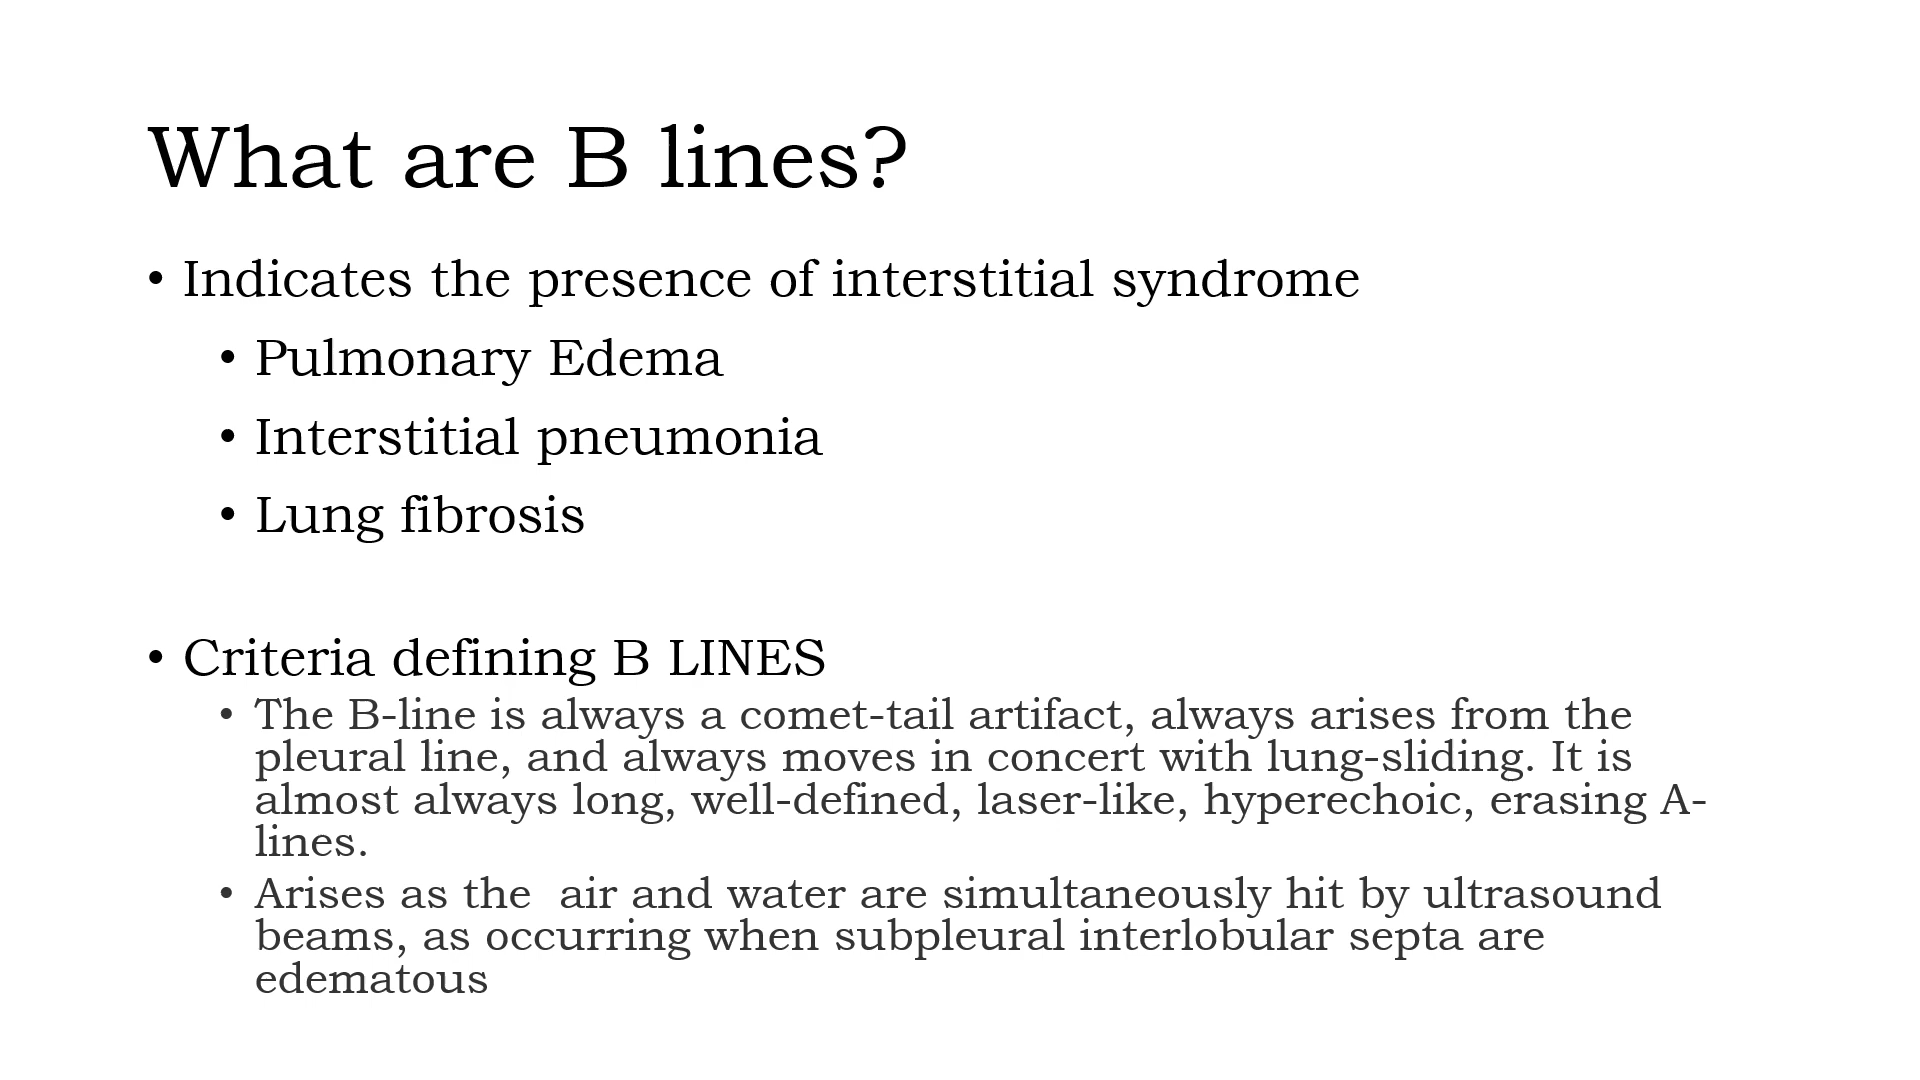 What are B lines?
• Indicates the presence of interstitial syndrome
• Pulmonary Edema
• Interstitial pneumonia
• Lung fibrosis
• Criteria defining B LINES
• The B-line is always a comet-tail artifact, always arises from the
pleural line, and always moves in concert with lung-sliding. It is
almost always long, well-defined, laser-like, hyperechoic, erasing A-
lines.
• Arises as the  air and water are simultaneously hit by ultrasound
beams, as occurring when subpleural interlobular septa are
edematous